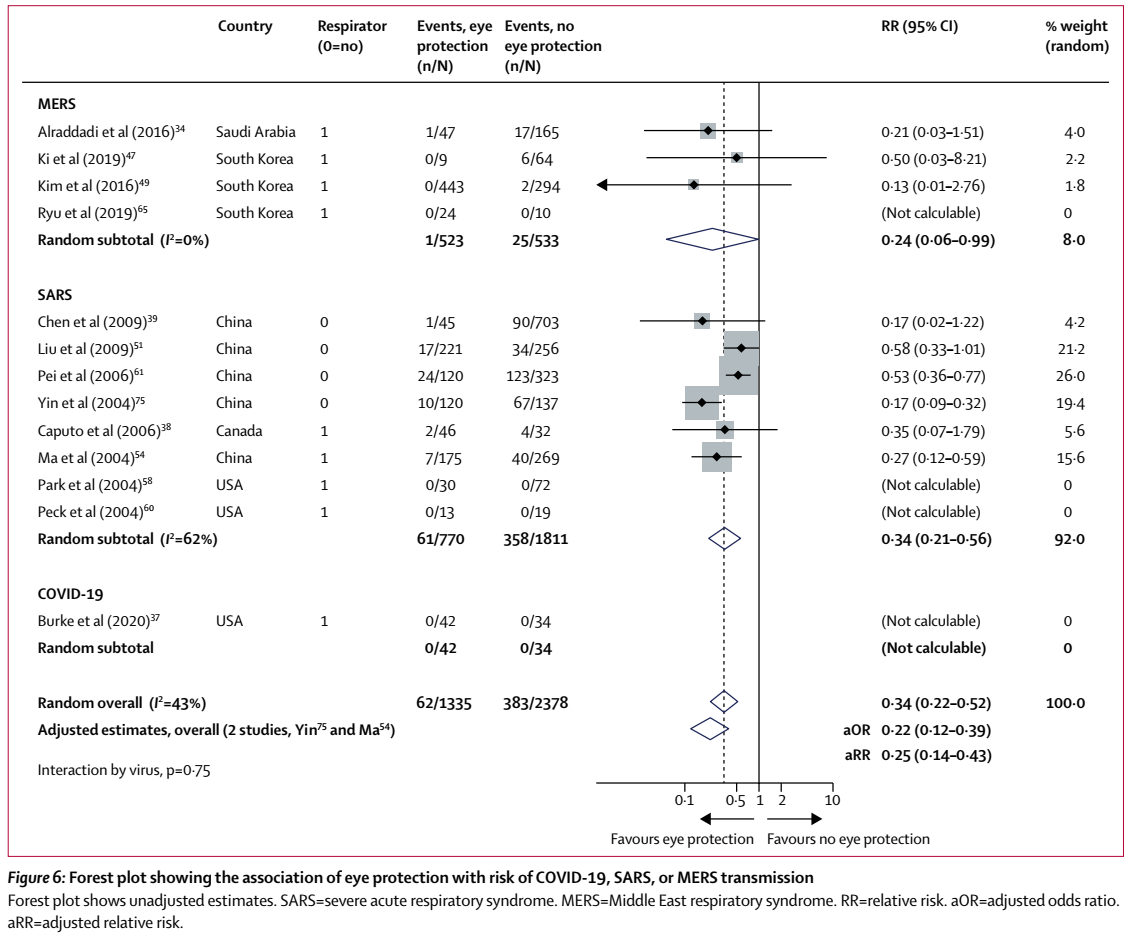 Country Respirator (0=no) Events, eye protection (n/N) Events, no eye protection (n/N) RR (95% CI) % weight (random)
MERS
Alraddadi et al (2016)34 Saudi Arabia 1 1/47 17/165 0·21 (0·03–1·51) 4·0
Ki et al (2019)47 South Korea 1 0/9 6/64 0·50 (0·03–8·21) 2·2
Kim et al (2016)49 South Korea 1 0/443 2/294 0·13 (0·01–2·76) 1·8
Ryu et al (2019)65 South Korea 1 0/24 0/10 (Not calculable) 0
Random subtotal (I²=0%) 1/523 25/533 0·24 (0·06–0·99) 8·0
SARS
Chen et al (2009)39 China 0 1/45 90/703 0·17 (0·02–1·22) 4·2
Liu et al (2009)51 China 0 17/221 34/256 0·58 (0·33–1·01) 21·2
Pei et al (2006)61 China 0 24/120 123/323 0·53 (0·36–0·77) 26·0
Yin et al (2004)75 China 0 10/120 67/137 0·17 (0·09–0·32) 19·4
Caputo et al (2006)38 Canada 1 2/46 4/32 0·35 (0·07–1·79) 5·6
Ma et al (2004)54 China 1 7/175 40/269 0·27 (0·12–0·59) 15·6
Park et al (2004)58 USA 1 0/30 0/72 (Not calculable) 0
Peck et al (2004)60 USA 1 0/13 0/19 (Not calculable) 0
Random subtotal (I²=62%) 61/770 358/1811 0·34 (0·21–0·56) 92·0
COVID-19
Burke et al (2020)37 USA 1 0/42 0/34 (Not calculable) 0
Random subtotal 0/42 0/34 (Not calculable) 0
Random overall (I²=43%) 62/1335 383/2378 0·34 (0·22–0·52) 100·0
Adjusted estimates, overall (2 studies, Yin75 and Ma54) aOR 0·22 (0·12–0·39)
aRR 0·25 (0·14–0·43)
Interaction by virus, p=0·75
0·1 0·5 1 2 10
Favours eye protection Favours no eye protection
Figure 6: Forest plot showing the association of eye protection with risk of COVID-19, SARS, or MERS transmission
Forest plot shows unadjusted estimates. SARS=severe acute respiratory syndrome. MERS=Middle East respiratory syndrome. RR=relative risk. aOR=adjusted odds ratio.
aRR=adjusted relative risk.